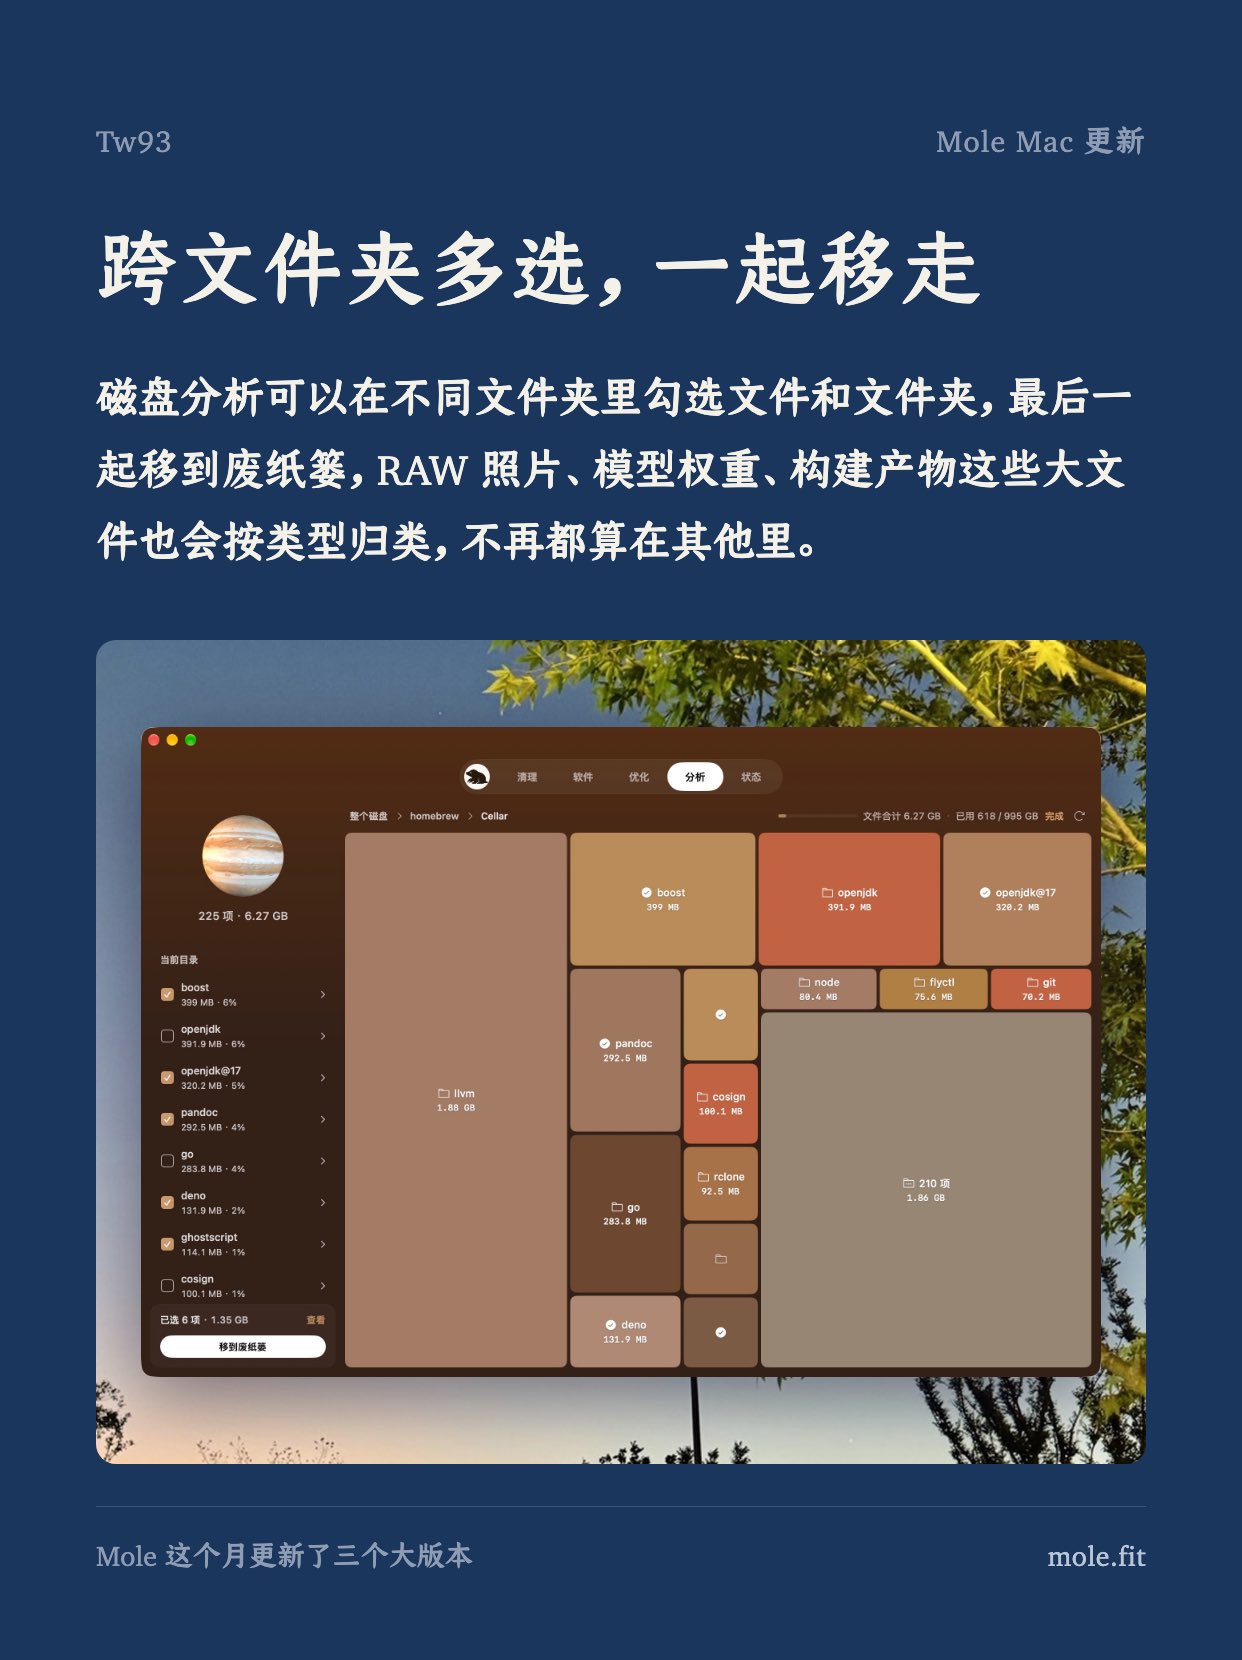 Tw93
Mole Mac 更新
跨文件夹多选，一起移走
磁盘分析可以在不同文件夹里勾选文件和文件夹，最后一
起移到废纸篓，RAW 照片、模型权重、构建产物这些大文
件也会按类型归类，不再都算在其他里。
清理 软件 优化 分析 状态
整个磁盘 > homebrew > Cellar
文件合计 6.27 GB · 已用 618 / 995 GB 完成
225 项 · 6.27 GB
当前目录
boost
399 MB · 6%
openjdk
391.9 MB · 6%
openjdk@17
320.2 MB · 5%
pandoc
292.5 MB · 4%
go
283.8 MB · 4%
deno
131.9 MB · 2%
ghostscript
114.1 MB · 1%
cosign
100.1 MB · 1%
已选 6 项 · 1.35 GB 查看
移到废纸篓
llvm
1.88 GB
boost
399 MB
openjdk
391.9 MB
openjdk@17
320.2 MB
pandoc
292.5 MB
node
80.4 MB
flyctl
75.6 MB
git
70.2 MB
cosign
100.1 MB
rclone
92.5 MB
go
283.8 MB
deno
131.9 MB
210 项
1.86 GB
Mole 这个月更新了三个大版本
mole.fit